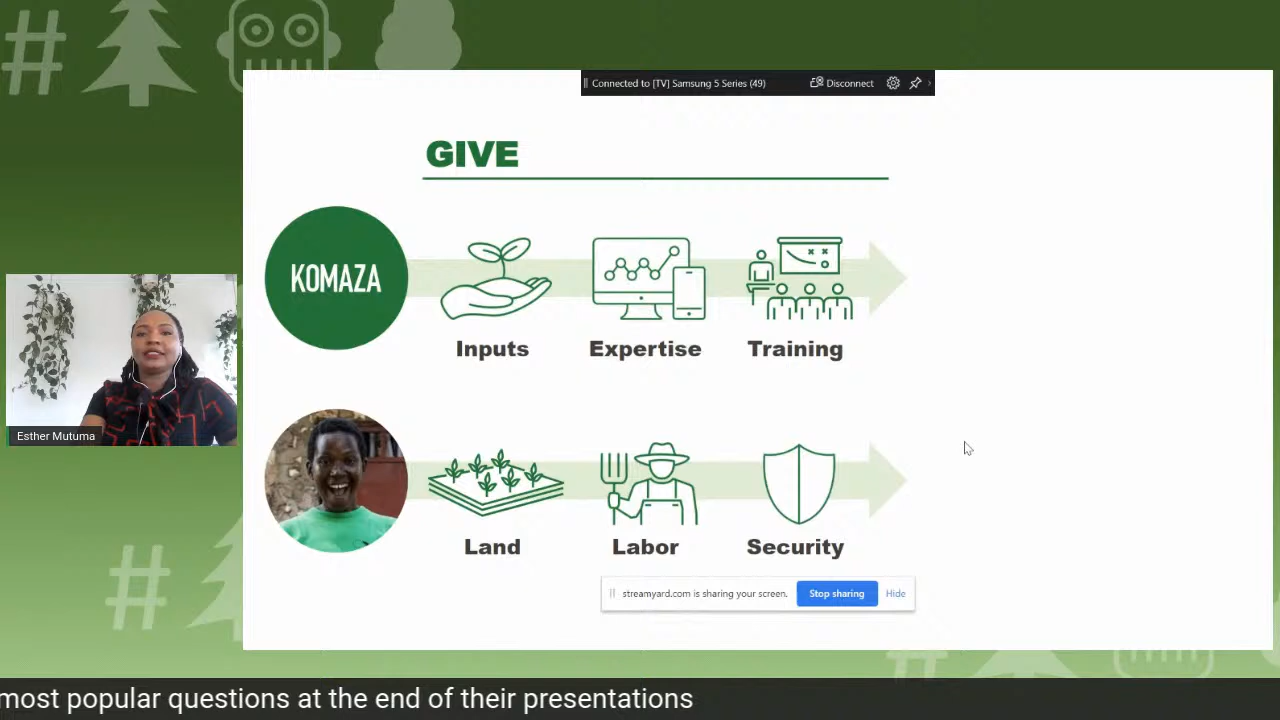 Connected to [TV] Samsung 5 Series (49)
Disconnect
GIVE
KOMAZA
Inputs
Expertise
Training
Esther Mutuma
Land
Labor
Security
streamyard.com is sharing your screen.
Stop sharing
Hide
most popular questions at the end of their presentations